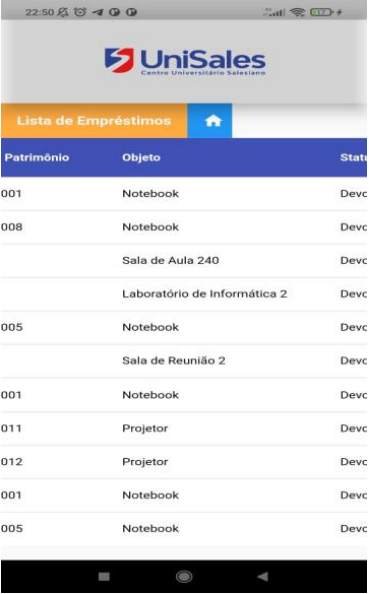 22:50
UniSales
Centro Universitário Salesiano
Lista de Empréstimos
Patrimônio Objeto Statu
001 Notebook Devo
008 Notebook Devo
Sala de Aula 240 Devo
Laboratório de Informática 2 Devo
005 Notebook Devo
Sala de Reunião 2 Devo
001 Notebook Devo
011 Projetor Devo
012 Projetor Devo
001 Notebook Devo
005 Notebook Devo